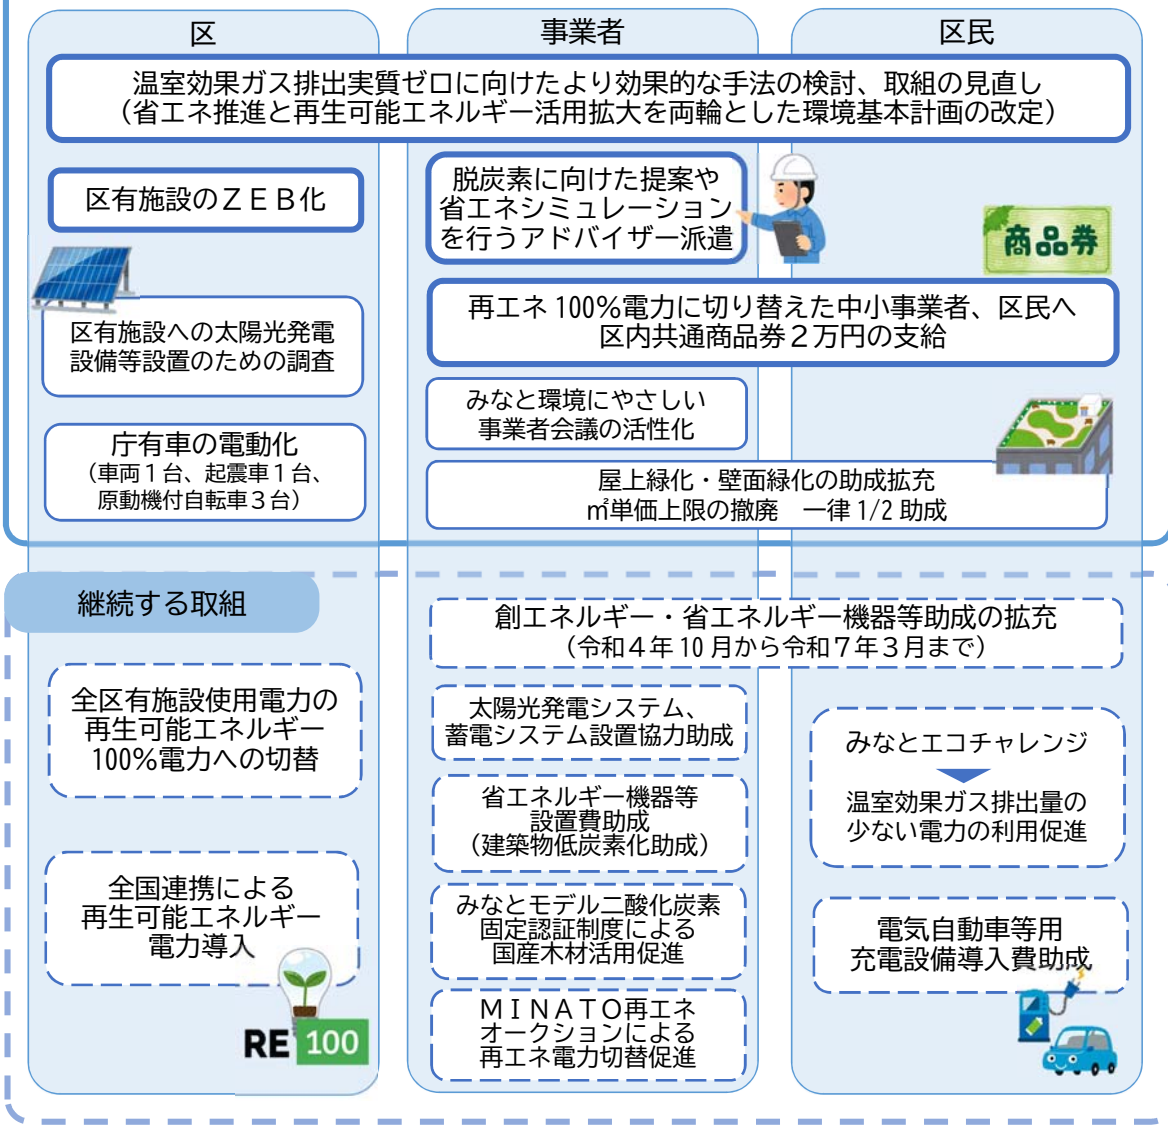 区
事業者
区民
温室効果ガス排出実質ゼロに向けたより効果的な手法の検討、取組の見直し
（省エネ推進と再生可能エネルギー活用拡大を両輪とした環境基本計画の改定）
区有施設のＺＥＢ化
脱炭素に向けた提案や
省エネシミュレーション
を行うアドバイザー派遣
商品券
区有施設への太陽光発電
設備等設置のための調査
再エネ 100％電力に切り替えた中小事業者、区民へ
区内共通商品券２万円の支給
みなと環境にやさしい
事業者会議の活性化
庁有車の電動化
（車両１台、起震車１台、
原動機付自転車３台）
屋上緑化・壁面緑化の助成拡充
㎡単価上限の撤廃　一律 1/2 助成
継続する取組
創エネルギー・省エネルギー機器等助成の拡充
（令和４年 10 月から令和７年３月まで）
全区有施設使用電力の
再生可能エネルギー
100％電力への切替
太陽光発電システム、
蓄電システム設置協力助成
みなとエコチャレンジ
温室効果ガス排出量の
少ない電力の利用促進
省エネルギー機器等
設置費助成
（建築物低炭素化助成）
全国連携による
再生可能エネルギー
電力導入
RE 100
みなとモデル二酸化炭素
固定認証制度による
国産木材活用促進
電気自動車等用
充電設備導入費助成
ＭＩＮＡＴＯ再エネ
オークションによる
再エネ電力切替促進